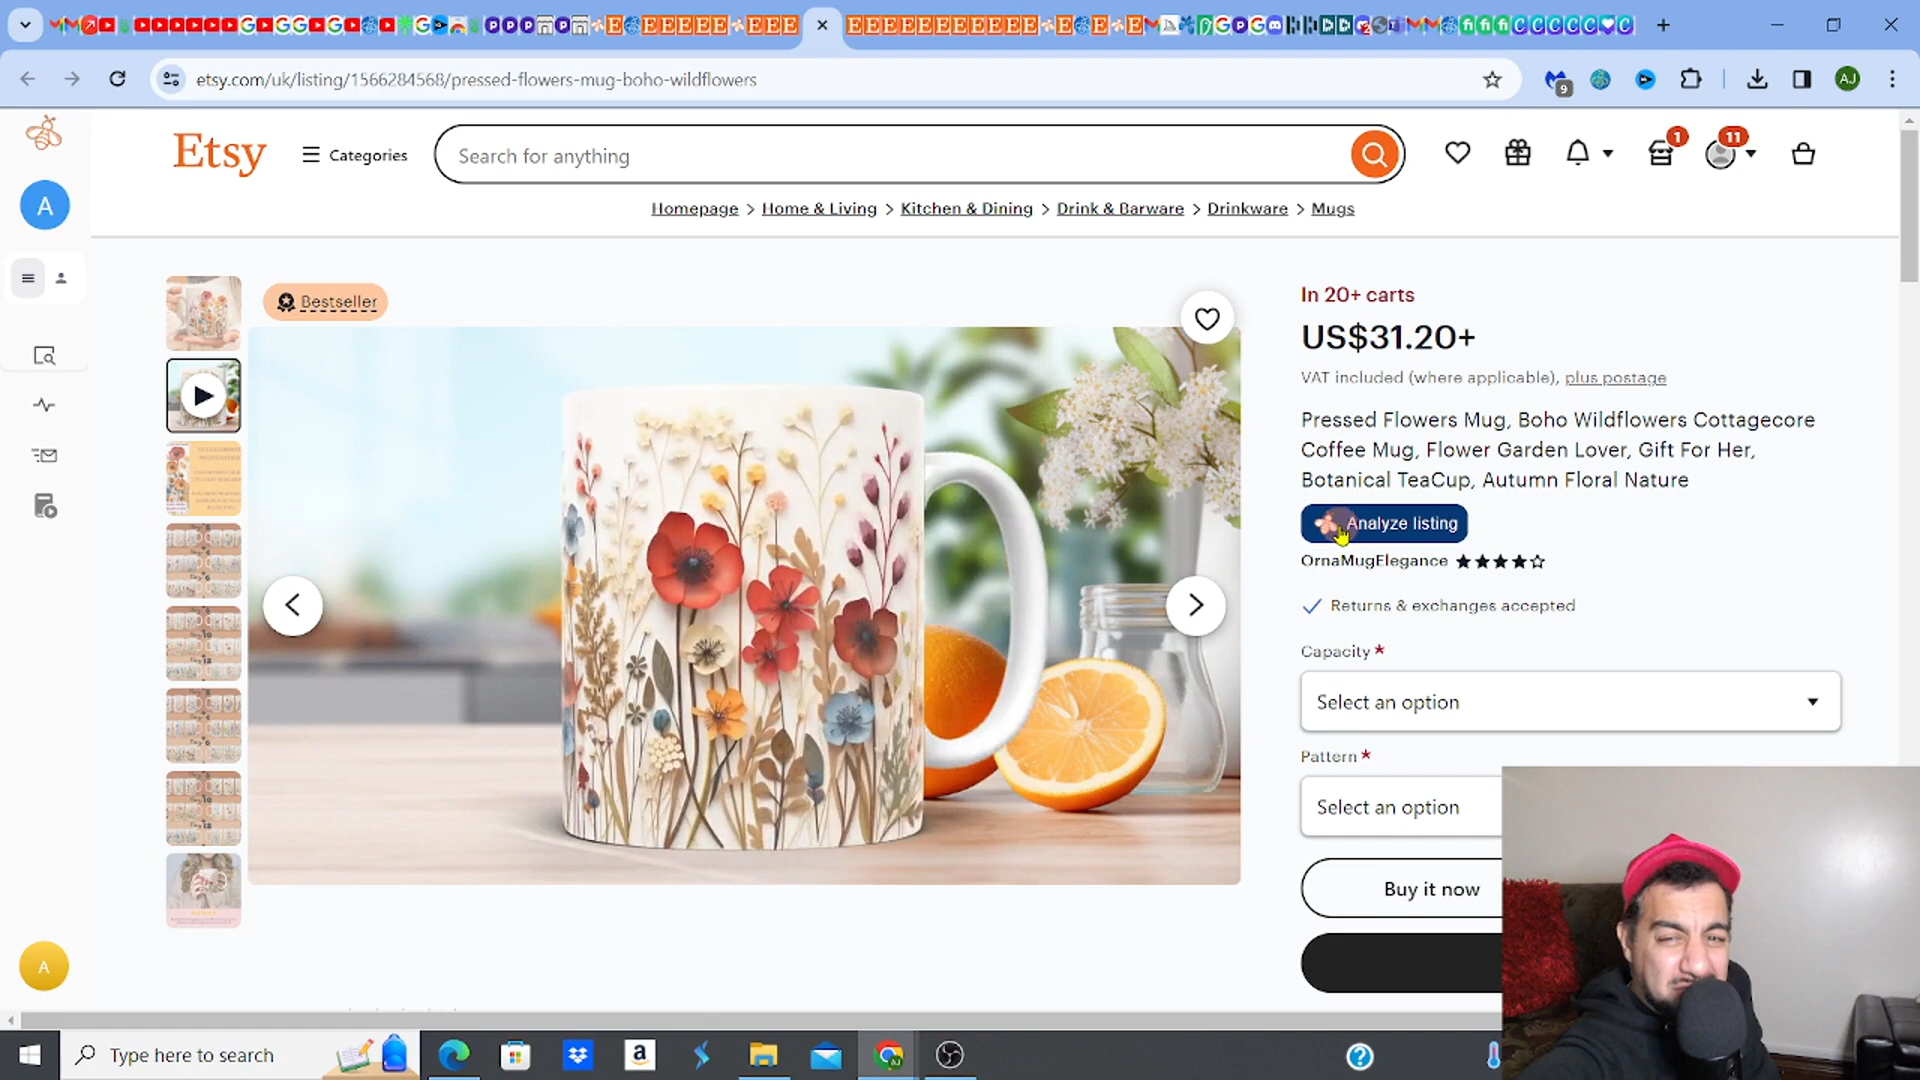 etsy.com/uk/listing/1566284568/pressed-flowers-mug-boho-wildflowers
9
AJ
Etsy
Categories
Search for anything
1
11
Homepage > Home & Living > Kitchen & Dining > Drink & Barware > Drinkware > Mugs
A
Bestseller
In 20+ carts
US$31.20+
VAT included (where applicable), plus postage
Pressed Flowers Mug, Boho Wildflowers Cottagecore
Coffee Mug, Flower Garden Lover, Gift For Her,
Botanical TeaCup, Autumn Floral Nature
Analyze listing
OrnaMugElegance
Returns & exchanges accepted
Capacity *
Select an option
Pattern *
Select an option
Buy it now
A
Type here to search